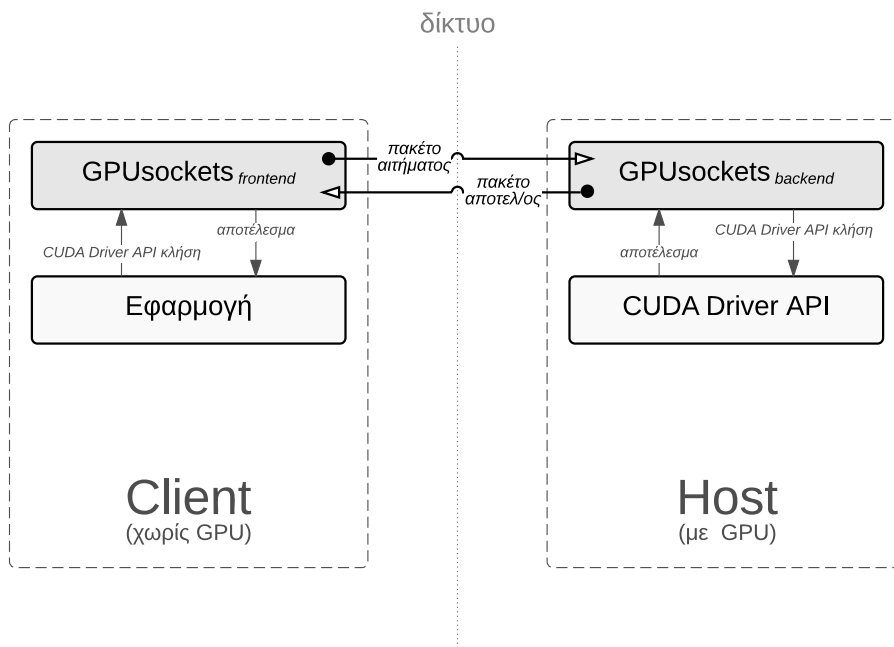 δίκτυο
GPUsockets frontend
πακέτο
αιτήματος
πακέτο
αποτελ/ος
GPUsockets backend
αποτέλεσμα
CUDA Driver API κλήση
CUDA Driver API κλήση
αποτέλεσμα
Εφαρμογή
CUDA Driver API
Client
(χωρίς GPU)
Host
(με GPU)